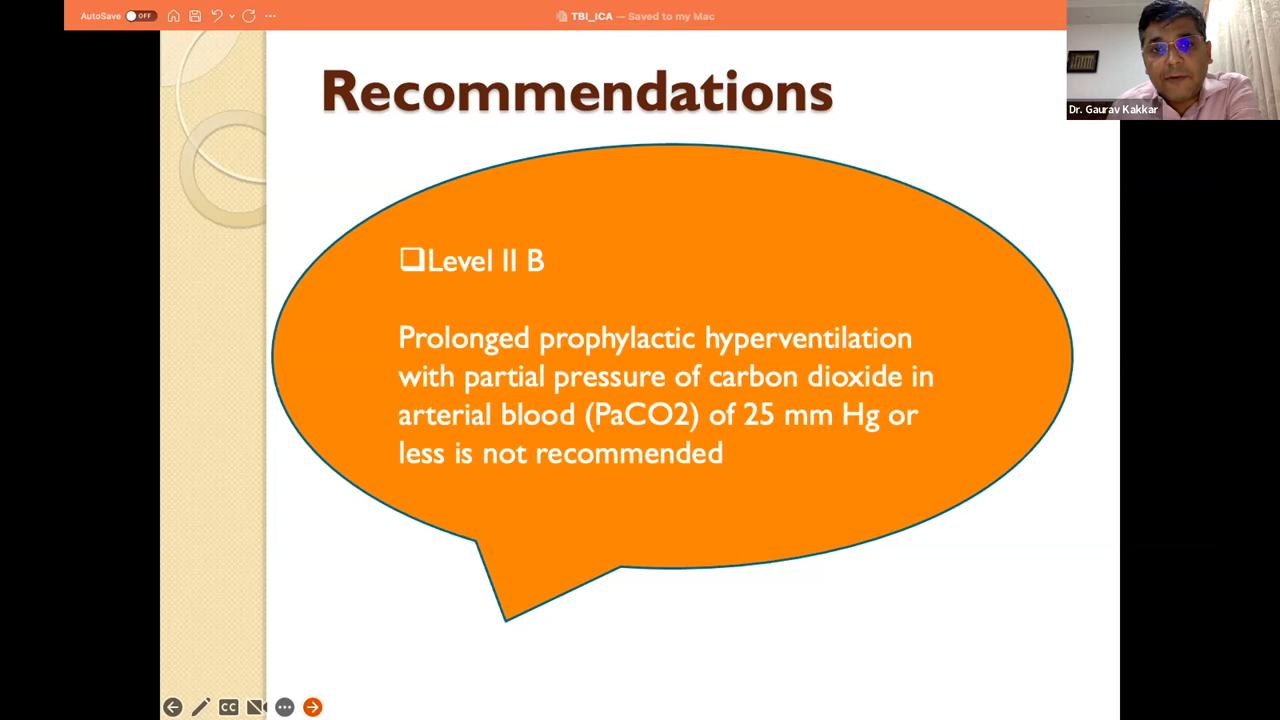 AutoSave OFF
TBI_ICA — Saved to my Mac
Dr. Gaurav Kakkar
Recommendations
Level II B
Prolonged prophylactic hyperventilation
with partial pressure of carbon dioxide in
arterial blood (PaCO2) of 25 mm Hg or
less is not recommended
CC